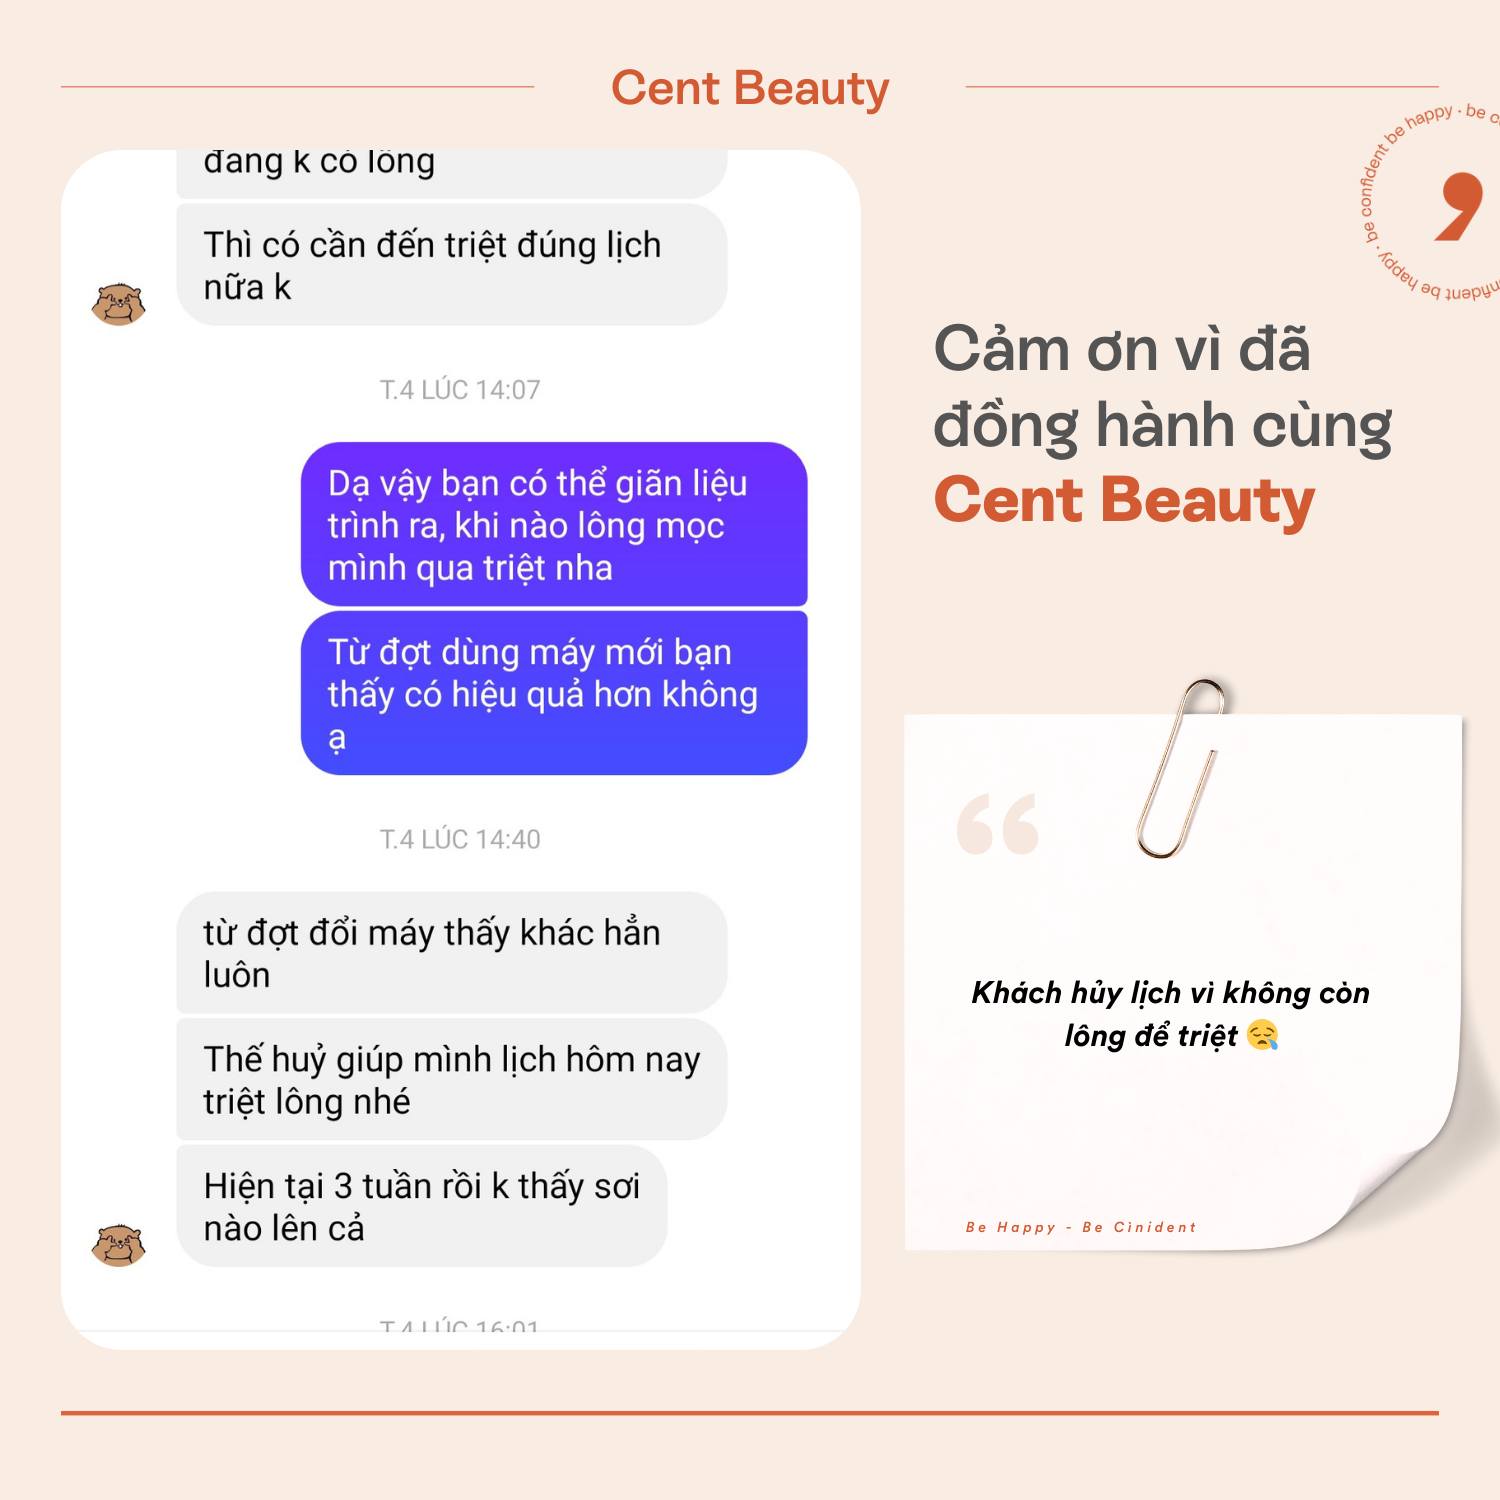 Cent Beauty
be confident be happy · be c
be happy ·
đang k có lông
Thì có cần đến triệt đúng lịch
nữa k
T.4 LÚC 14:07
Dạ vậy bạn có thể giãn liệu
trình ra, khi nào lông mọc
mình qua triệt nha
Từ đợt dùng máy mới bạn
thấy có hiệu quả hơn không
ạ
T.4 LÚC 14:40
từ đợt đổi máy thấy khác hẳn
luôn
Thế huỷ giúp mình lịch hôm nay
triệt lông nhé
Hiện tại 3 tuần rồi k thấy sơi
nào lên cả
T.4 LÚC 16:01
Cảm ơn vì đã
đồng hành cùng
Cent Beauty
Khách hủy lịch vì không còn
lông để triệt 😪
Be Happy - Be Cinident